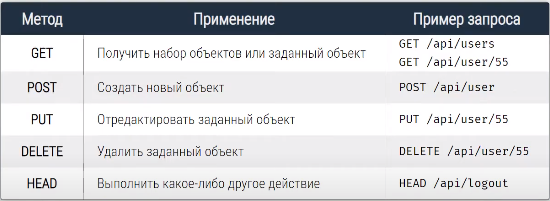 Метод Применение Пример запроса
GET Получить набор объектов или заданный объект GET /api/users
GET /api/user/55
POST Создать новый объект POST /api/user
PUT Отредактировать заданный объект PUT /api/user/55
DELETE Удалить заданный объект DELETE /api/user/55
HEAD Выполнить какое-либо другое действие HEAD /api/logout